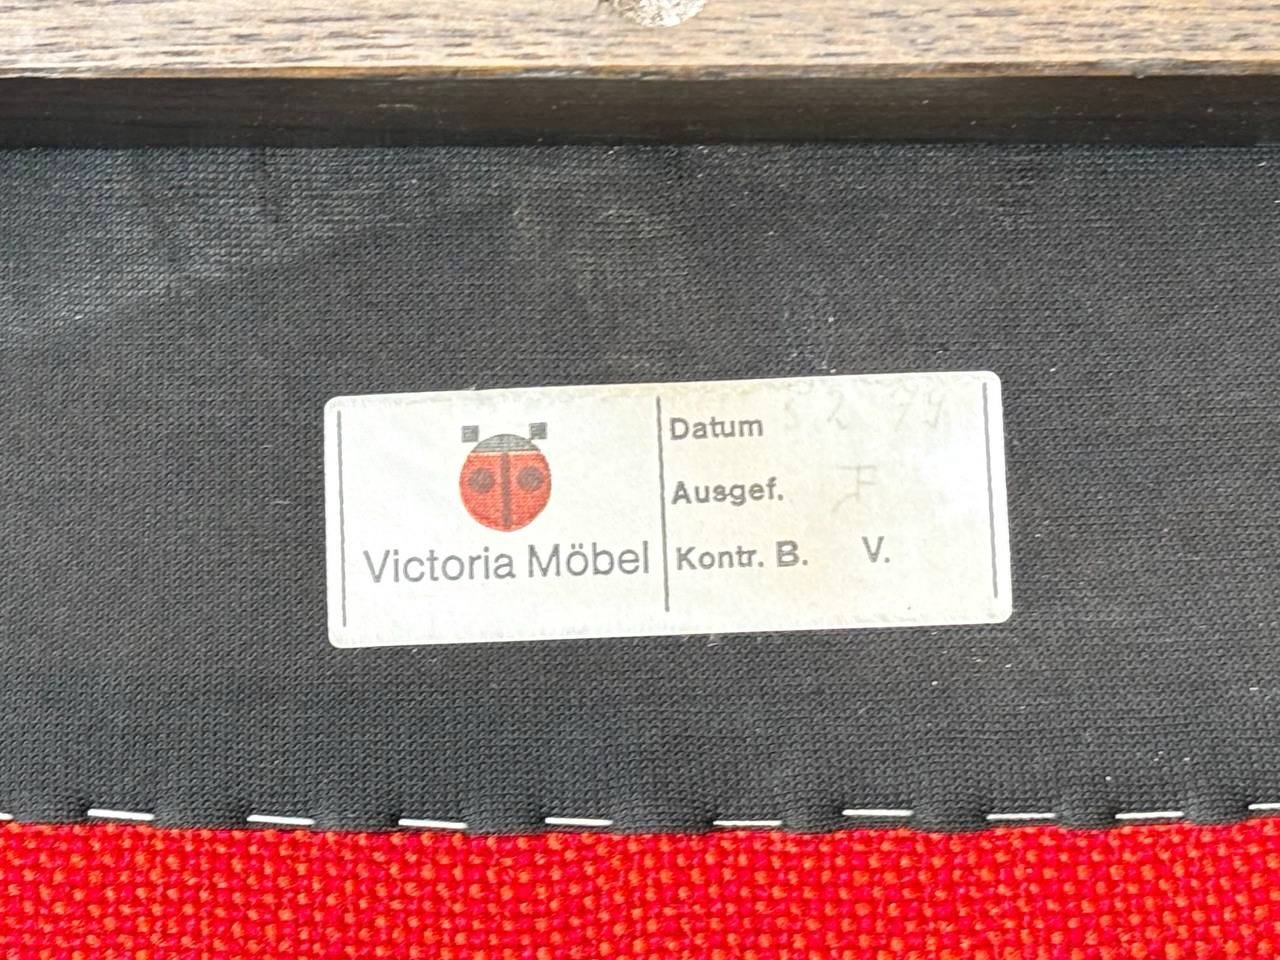 Victoria Möbel
Datum
Ausgef. F
Kontr. B. V.